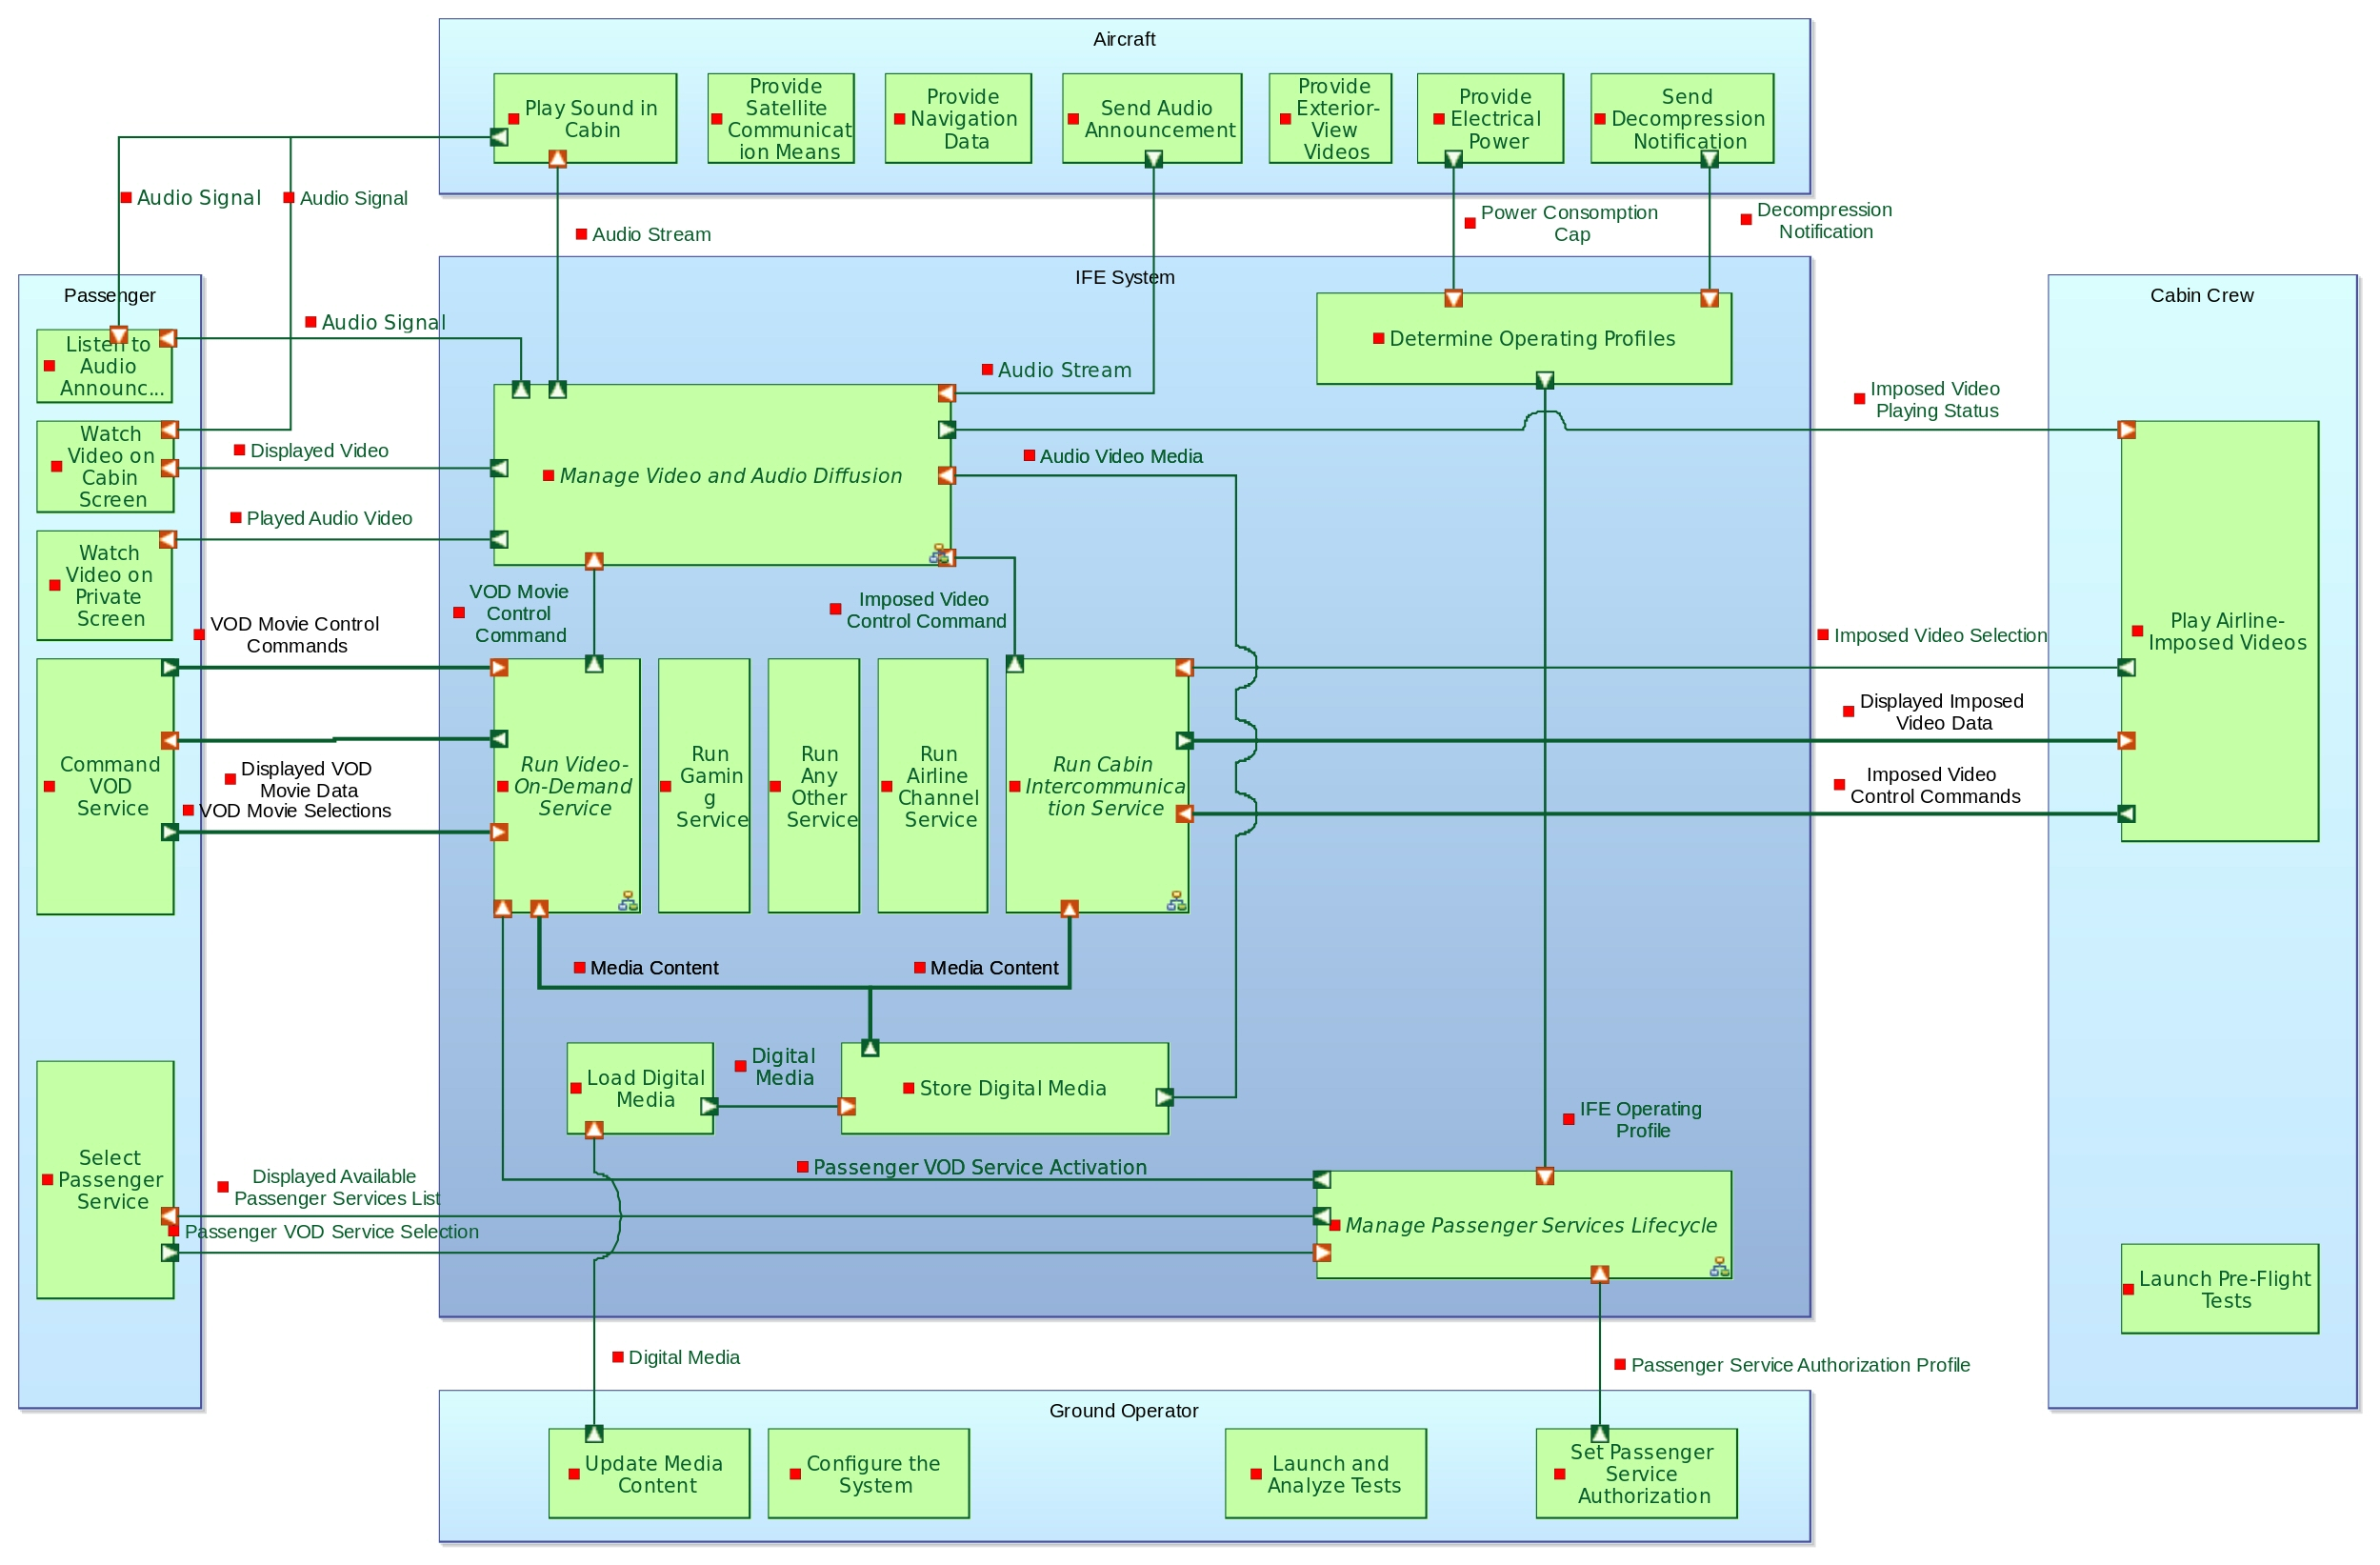 Aircraft
Play Sound in
Cabin
Provide
Satellite
Communicat
ion Means
Provide
Navigation
Data
Send Audio
Announcement
Provide
Exterior-
View
Videos
Provide
Electrical
Power
Send
Decompression
Notification
Audio Signal
Audio Signal
Audio Stream
Power Consomption
Cap
Decompression
Notification
Passenger
IFE System
Cabin Crew
Listen to
Audio
Announc...
Audio Signal
Determine Operating Profiles
Audio Stream
Imposed Video
Playing Status
Watch
Video on
Cabin
Screen
Displayed Video
Audio Video Media
Manage Video and Audio Diffusion
Played Audio Video
Watch
Video on
Private
Screen
VOD Movie
Control
Command
Imposed Video
Control Command
VOD Movie Control
Commands
Imposed Video Selection
Play Airline-
Imposed Videos
Displayed Imposed
Video Data
Command
VOD
Service
Displayed VOD
Movie Data
VOD Movie Selections
Run Video-
On-Demand
Service
Run
Gamin
g
Service
Run
Any
Other
Service
Run
Airline
Channel
Service
Run Cabin
Intercommunica
tion Service
Imposed Video
Control Commands
Media Content
Media Content
Load Digital
Media
Digital
Media
Store Digital Media
IFE Operating
Profile
Select
Passenger
Service
Displayed Available
Passenger Services List
Passenger VOD Service Activation
Passenger VOD Service Selection
Manage Passenger Services Lifecycle
Launch Pre-Flight
Tests
Digital Media
Passenger Service Authorization Profile
Ground Operator
Update Media
Content
Configure the
System
Launch and
Analyze Tests
Set Passenger
Service
Authorization